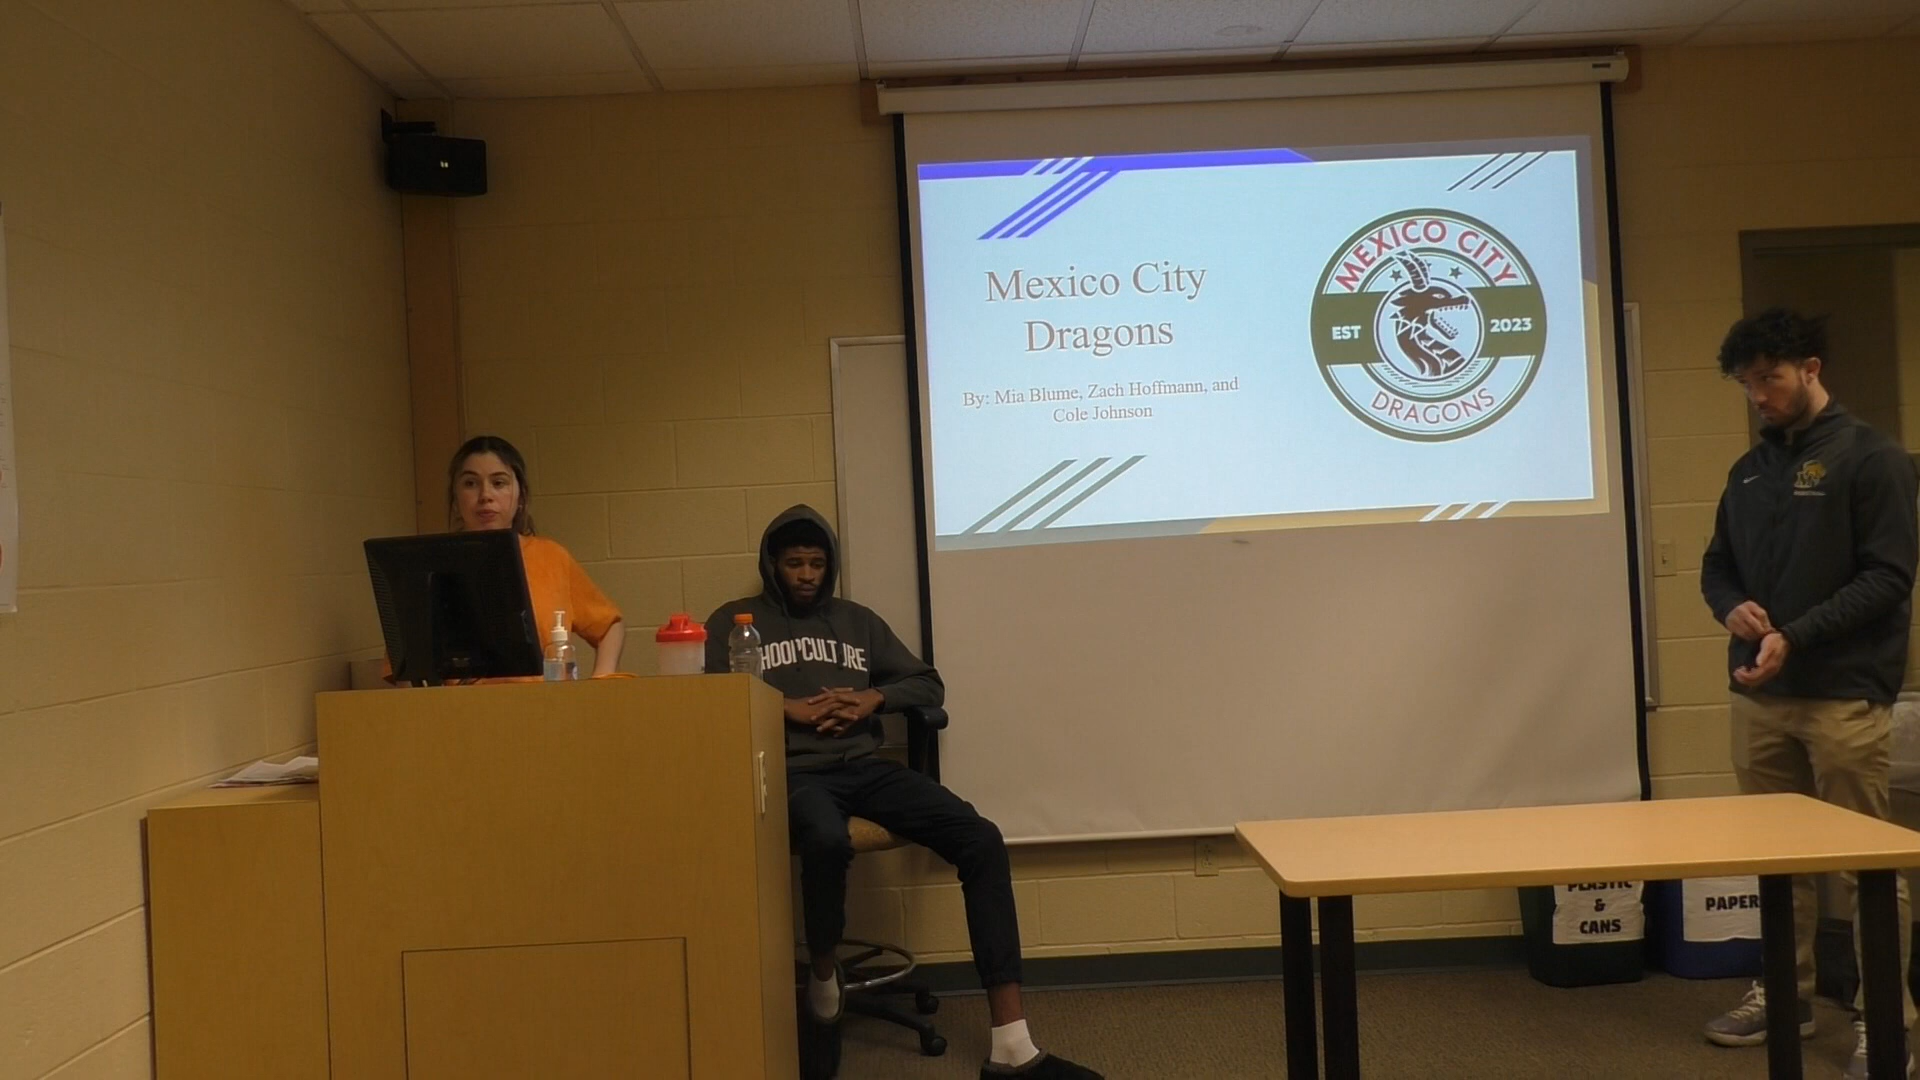 Mexico City
Dragons
By: Mia Blume, Zach Hoffmann, and
Cole Johnson
MEXICO CITY
EST 2023
DRAGONS
HOOPCULTURE
PLASTIC
&
CANS
PAPER